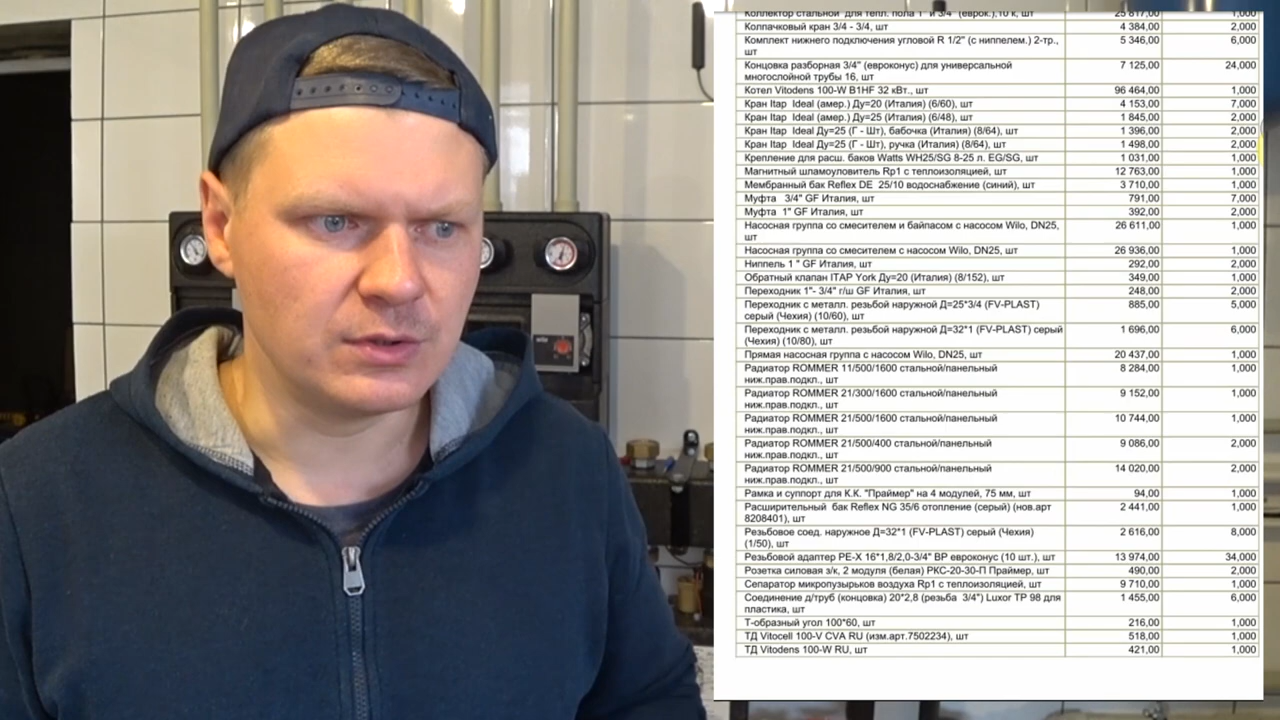 Коллектор стальной для тепл. пола 1" и 3/4" (еврок.),10 к, шт 25 817,00 1,000
Колпачковый кран 3/4 - 3/4, шт 4 384,00 2,000
Комплект нижнего подключения угловой R 1/2" (с ниппелем.) 2-тр., 5 346,00 6,000
шт
Концовка разборная 3/4" (евроконус) для универсальной 7 125,00 24,000
многослойной трубы 16, шт
Котел Vitodens 100-W B1HF 32 кВт., шт 96 464,00 1,000
Кран Itap Ideal (амер.) Ду=20 (Италия) (6/60), шт 4 153,00 7,000
Кран Itap Ideal (амер.) Ду=25 (Италия) (6/48), шт 1 845,00 2,000
Кран Itap Ideal Ду=25 (Г - Шт), бабочка (Италия) (8/64), шт 1 396,00 2,000
Кран Itap Ideal Ду=25 (Г - Шт), ручка (Италия) (8/64), шт 1 498,00 2,000
Крепление для расш. баков Watts WH25/SG 8-25 л. EG/SG, шт 1 031,00 1,000
Магнитный шламоуловитель Rp1 с теплоизоляцией, шт 12 763,00 1,000
Мембранный бак Reflex DE 25/10 водоснабжение (синий), шт 3 710,00 1,000
Муфта 3/4" GF Италия, шт 791,00 7,000
Муфта 1" GF Италия, шт 392,00 2,000
Насосная группа со смесителем и байпасом с насосом Wilo, DN25, 26 611,00 1,000
шт
Насосная группа со смесителем с насосом Wilo, DN25, шт 26 936,00 1,000
Ниппель 1 " GF Италия, шт 292,00 2,000
Обратный клапан ITAP York Ду=20 (Италия) (8/152), шт 349,00 1,000
Переходник 1"- 3/4" г/ш GF Италия, шт 248,00 2,000
Переходник с металл. резьбой наружной Д=25*3/4 (FV-PLAST) 885,00 5,000
серый (Чехия) (10/60), шт
Переходник с металл. резьбой наружной Д=32*1 (FV-PLAST) серый 1 696,00 6,000
(Чехия) (10/80), шт
Прямая насосная группа с насосом Wilo, DN25, шт 20 437,00 1,000
Радиатор ROMMER 11/500/1600 стальной/панельный 8 284,00 1,000
ниж.прав.подкл., шт
Радиатор ROMMER 21/300/1600 стальной/панельный 9 152,00 1,000
ниж.прав.подкл., шт
Радиатор ROMMER 21/500/1600 стальной/панельный 10 744,00 1,000
ниж.прав.подкл., шт
Радиатор ROMMER 21/500/400 стальной/панельный 9 086,00 2,000
ниж.прав.подкл., шт
Радиатор ROMMER 21/500/900 стальной/панельный 14 020,00 2,000
ниж.прав.подкл., шт
Рамка и суппорт для К.К. "Праймер" на 4 модулей, 75 мм, шт 94,00 1,000
Расширительный бак Reflex NG 35/6 отопление (серый) (нов.арт 2 441,00 1,000
8208401), шт
Резьбовое соед. наружное Д=32*1 (FV-PLAST) серый (Чехия) 2 616,00 8,000
(1/50), шт
Резьбовой адаптер PE-X 16*1,8/2,0-3/4" ВР евроконус (10 шт.), шт 13 974,00 34,000
Розетка силовая з/к, 2 модуля (белая) РКС-20-30-П Праймер, шт 490,00 2,000
Сепаратор микропузырьков воздуха Rp1 с теплоизоляцией, шт 9 710,00 1,000
Соединение д/труб (концовка) 20*2,8 (резьба 3/4") Luxor TP 98 для 1 455,00 6,000
пластика, шт
Т-образный угол 100*60, шт 216,00 1,000
ТД Vitocell 100-V CVA RU (изм.арт.7502234), шт 518,00 1,000
ТД Vitodens 100-W RU, шт 421,00 1,000